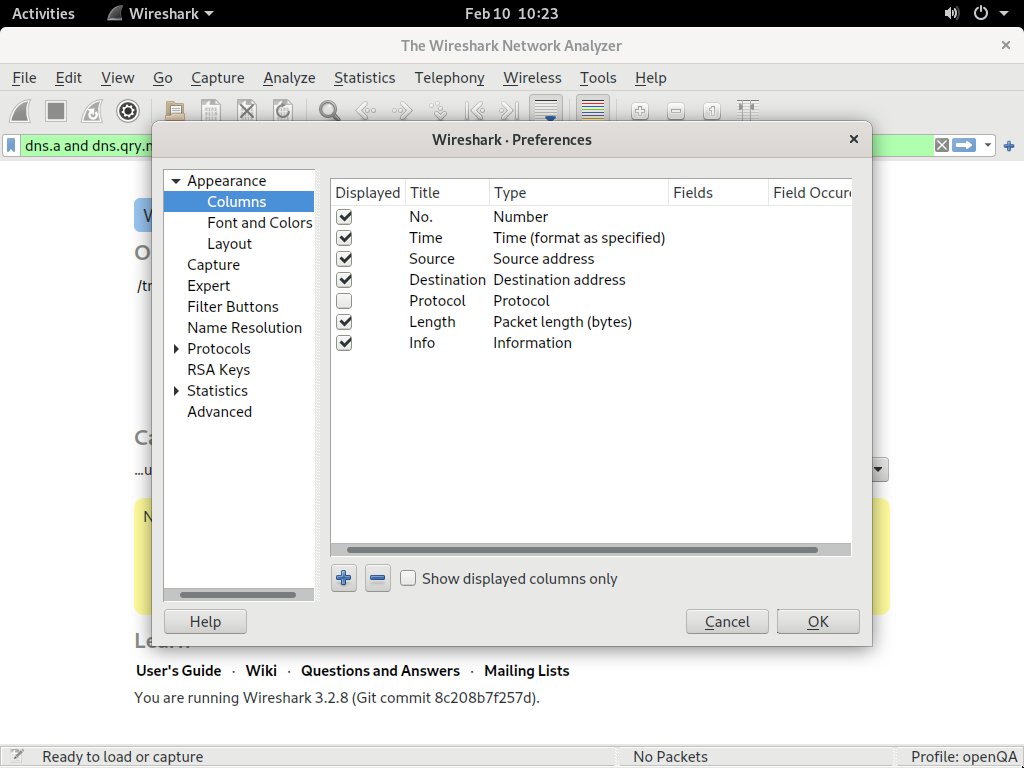 Activities Wireshark Feb 10 10:23
The Wireshark Network Analyzer
File Edit View Go Capture Analyze Statistics Telephony Wireless Tools Help
dns.a and dns.qry.n
Wireshark · Preferences
Appearance
Columns
Font and Colors
Layout
Capture
Expert
Filter Buttons
Name Resolution
Protocols
RSA Keys
Statistics
Advanced
Displayed Title Type Fields Field Occure
No. Number
Time Time (format as specified)
Source Source address
Destination Destination address
Protocol Protocol
Length Packet length (bytes)
Info Information
Show displayed columns only
Help Cancel OK
Learn
User's Guide · Wiki · Questions and Answers · Mailing Lists
You are running Wireshark 3.2.8 (Git commit 8c208b7f257d).
Ready to load or capture No Packets Profile: openQA